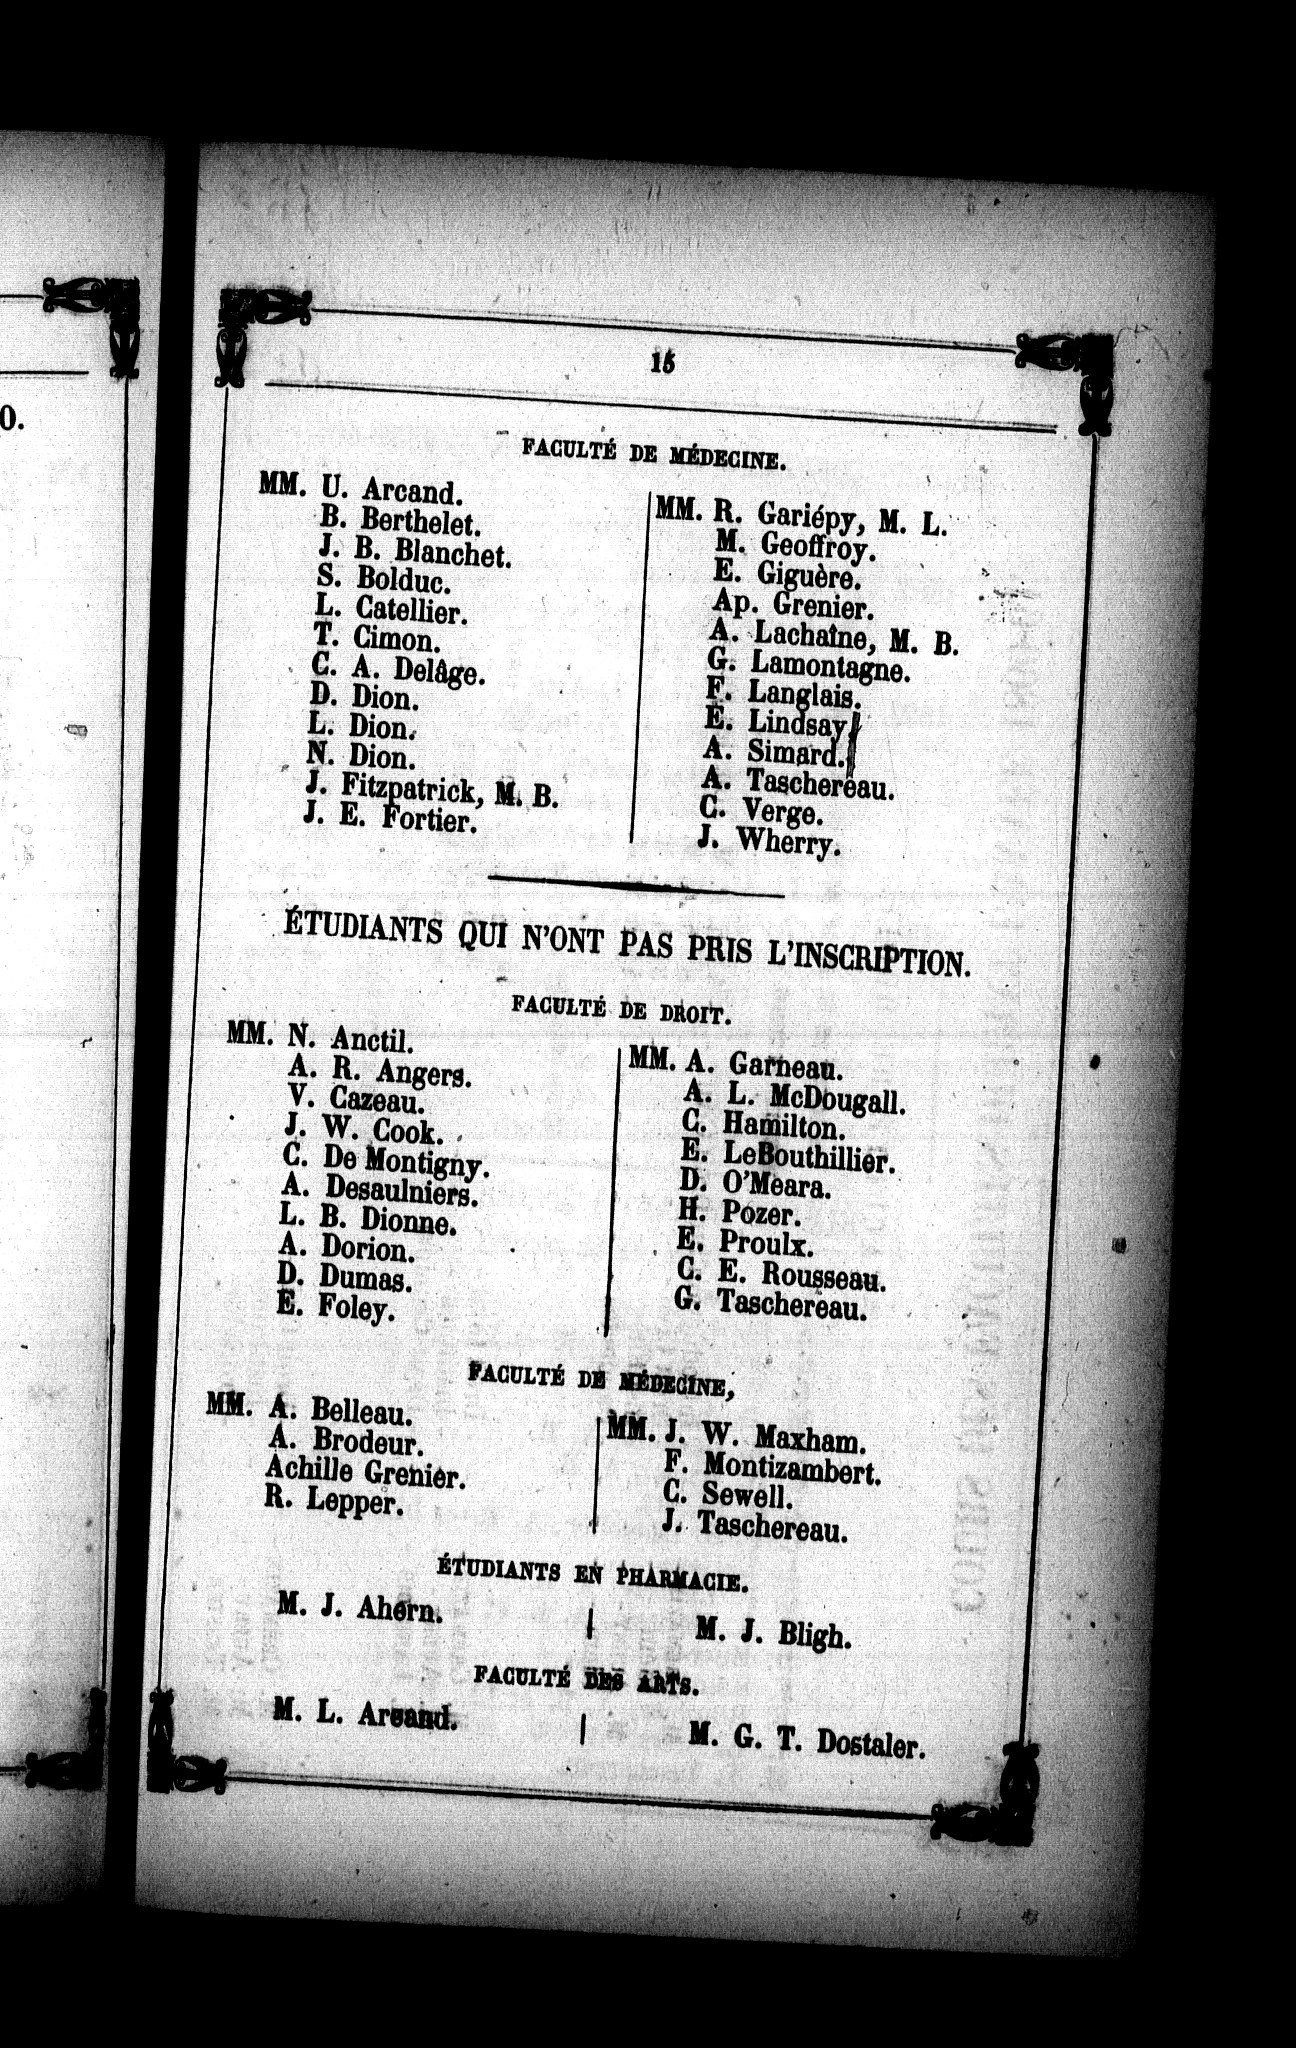 O.
15
FACULTÉ DE MÉDECINE.
MM. U. Arcand.
B. Berthelet.
J. B. Blanchet.
S. Bolduc.
L. Catellier.
T. Cimon.
C. A. Delâge.
D. Dion.
L. Dion.
N. Dion.
J. Fitzpatrick, M. B.
J. E. Fortier.
MM. R. Gariépy, M. L.
M. Geoffroy.
E. Giguère.
Ap. Grenier.
A. Lachaîne, M. B.
G. Lamontagne.
F. Langlais.
E. Lindsay
A. Simard.
A. Taschereau.
C. Verge.
J. Wherry.
ÉTUDIANTS QUI N'ONT PAS PRIS L'INSCRIPTION.
FACULTÉ DE DROIT.
MM. N. Anctil.
A. R. Angers.
V. Cazeau.
J. W. Cook.
C. De Montigny.
A. Desaulniers.
L. B. Dionne.
A. Dorion.
D. Dumas.
E. Foley.
MM. A. Garneau.
A. L. McDougall.
C. Hamilton.
E. LeBouthillier.
D. O'Meara.
H. Pozer.
E. Proulx.
C. E. Rousseau.
G. Taschereau.
FACULTÉ DE MÉDECINE,
MM. A. Belleau.
A. Brodeur.
Achille Grenier.
R. Lepper.
MM. J. W. Maxham.
F. Montizambert.
C. Sewell.
J. Taschereau.
ÉTUDIANTS EN PHARMACIE.
M. J. Ahern.
M. J. Bligh.
FACULTÉ DES ARTS.
M. L. Arcand.
M. G. T. Dostaler.